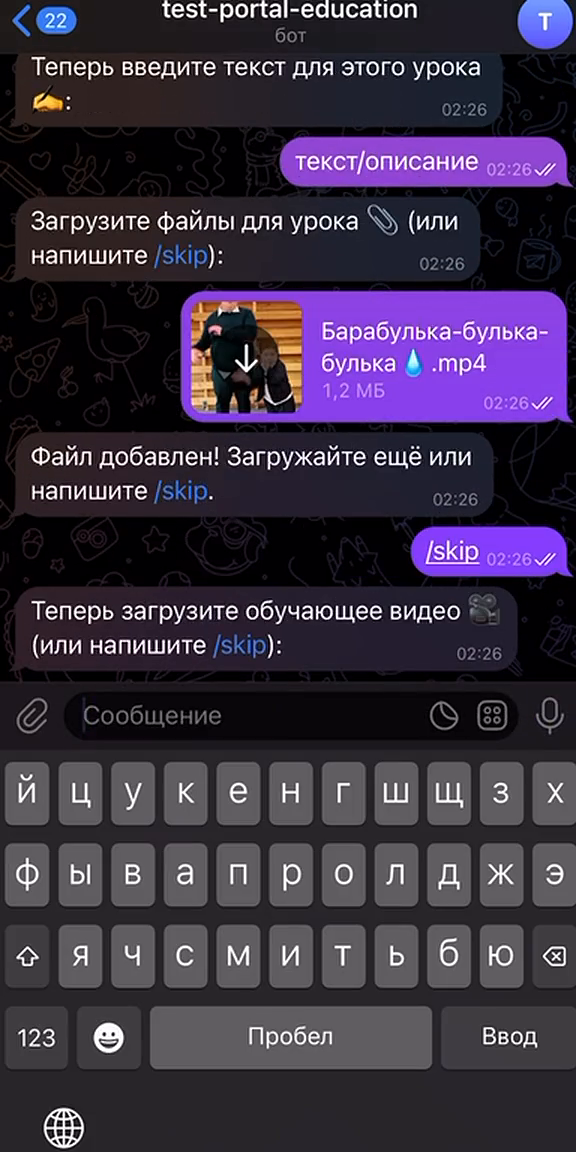 22
test-portal-education
бот
T
Теперь введите текст для этого урока
✍️:
02:26
текст/описание 02:26
Загрузите файлы для урока 📎 (или
напишите /skip):
02:26
Барабулька-булька-
булька 💧.mp4
1,2 МБ
02:26
Файл добавлен! Загружайте ещё или
напишите /skip.
02:26
/skip 02:26
Теперь загрузите обучающее видео 🎥
(или напишите /skip):
02:26
Сообщение
й ц у к е н г ш щ з х
ф ы в а п р о л д ж э
я ч с м и т ь б ю
123 Пробел Ввод